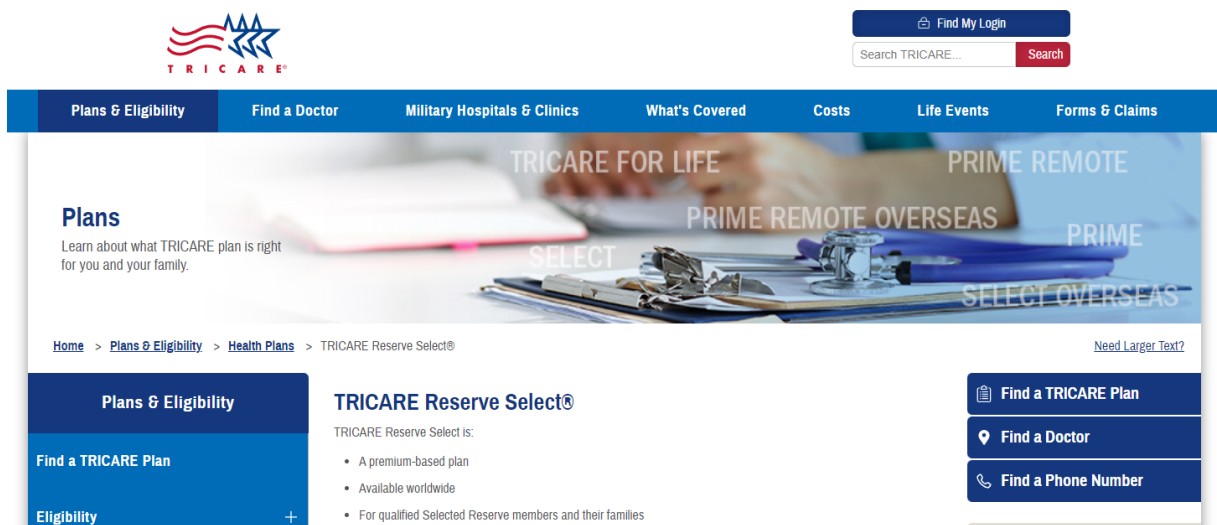 TRICARE®
Find My Login
Search TRICARE...
Search
Plans & Eligibility
Find a Doctor
Military Hospitals & Clinics
What's Covered
Costs
Life Events
Forms & Claims
TRICARE FOR LIFE
PRIME REMOTE
PRIME REMOTE OVERSEAS
PRIME
SELECT
SELECT OVERSEAS
Plans
Learn about what TRICARE plan is right
for you and your family.
Home > Plans & Eligibility > Health Plans > TRICARE Reserve Select®
Need Larger Text?
Plans & Eligibility
Find a TRICARE Plan
Eligibility +
TRICARE Reserve Select®
TRICARE Reserve Select is:
• A premium-based plan
• Available worldwide
• For qualified Selected Reserve members and their families
Find a TRICARE Plan
Find a Doctor
Find a Phone Number